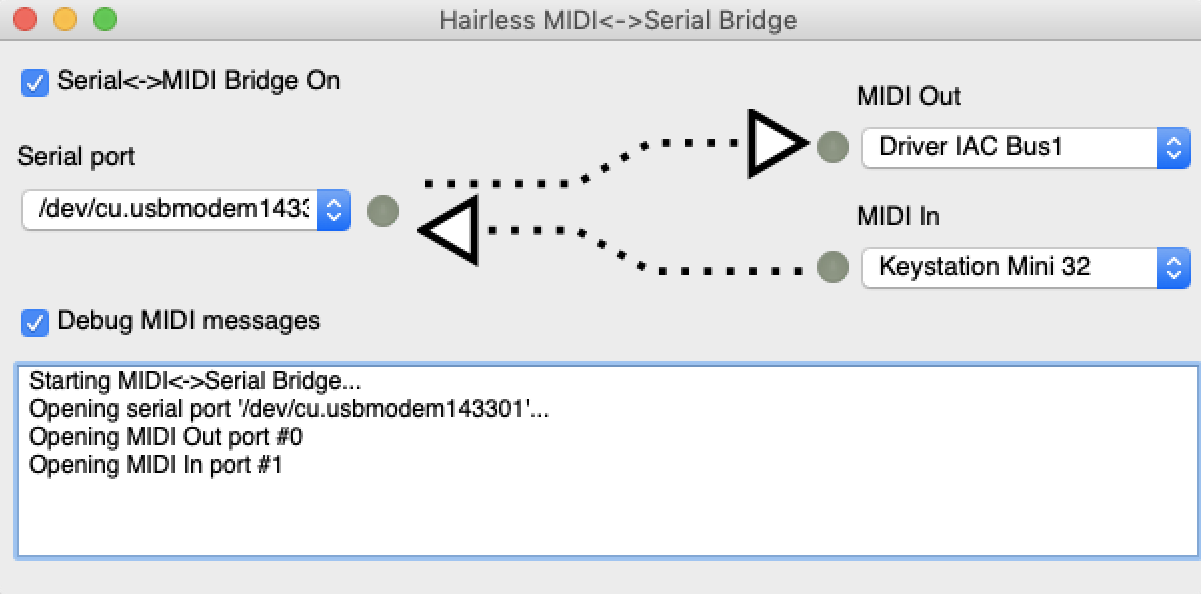 Hairless MIDI<->Serial Bridge
Serial<->MIDI Bridge On
MIDI Out
Driver IAC Bus1
Serial port
/dev/cu.usbmodem1433
MIDI In
Keystation Mini 32
Debug MIDI messages
Starting MIDI<->Serial Bridge...
Opening serial port '/dev/cu.usbmodem143301'...
Opening MIDI Out port #0
Opening MIDI In port #1